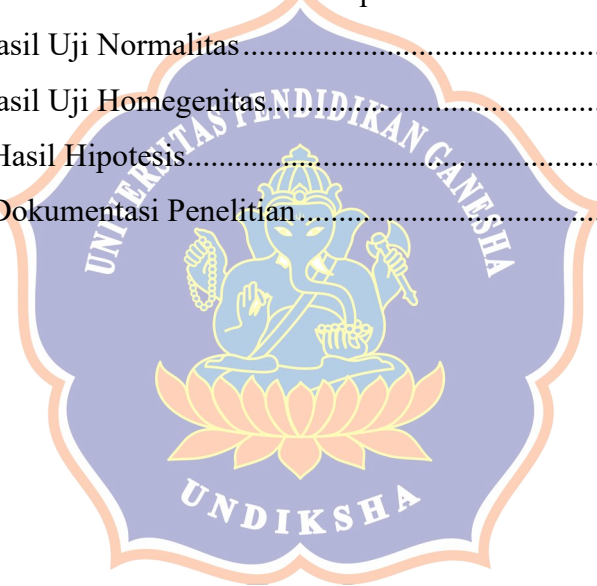 asil Uji Normalitas....................................................
asil Uji Homegenitas................................................
Hasil Hipotesis..........................................................
Dokumentasi Penelitian..........................................
UNIVERSITAS PENDIDIKAN GANESHA
UNDIKSHA